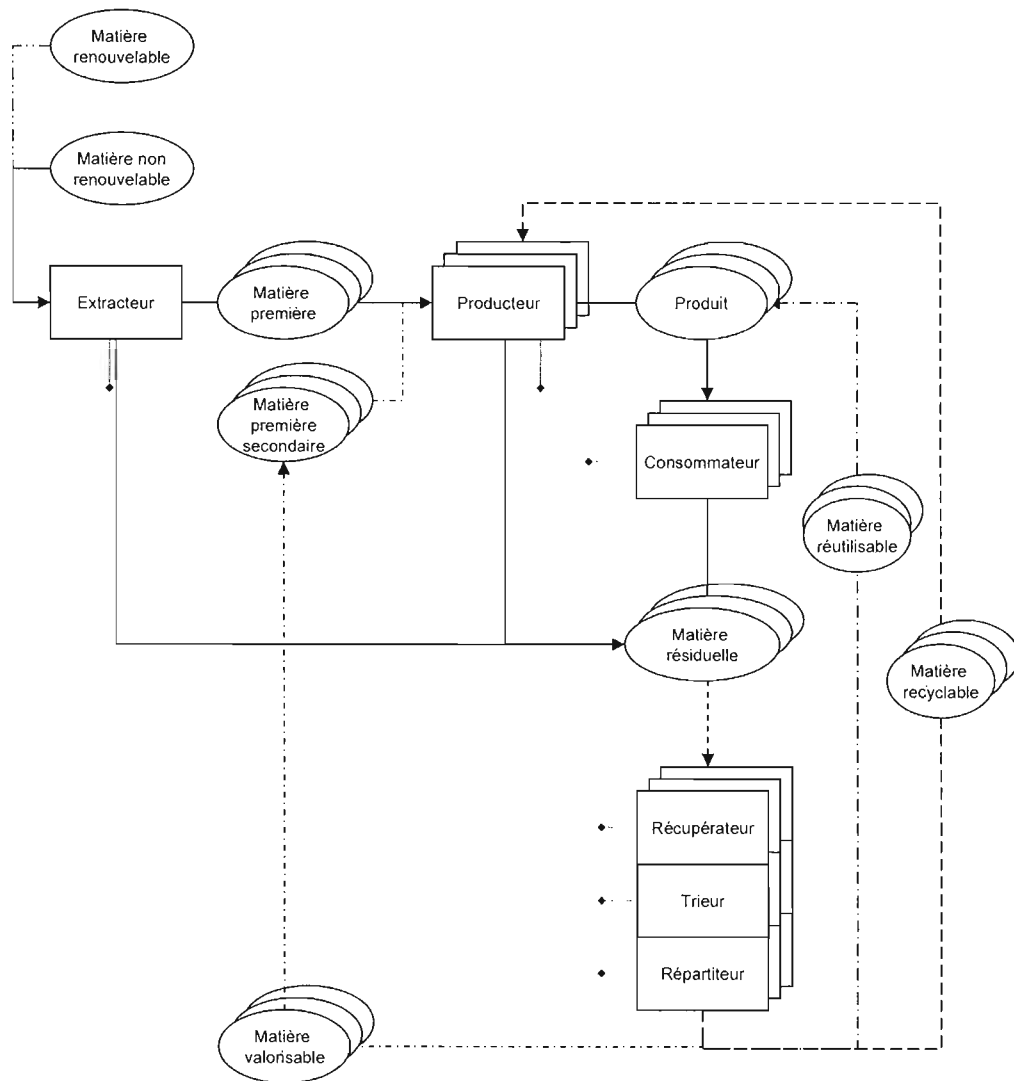 Matière
renouvelable
Matière non
renouvelable
Extracteur
Matière
première
Producteur
Produit
Matière
première
secondaire
Consommateur
Matière
réutilisable
Matière
résiduelle
Matière
recyclable
Récupérateur
Trieur
Répartiteur
Matière
valorisable